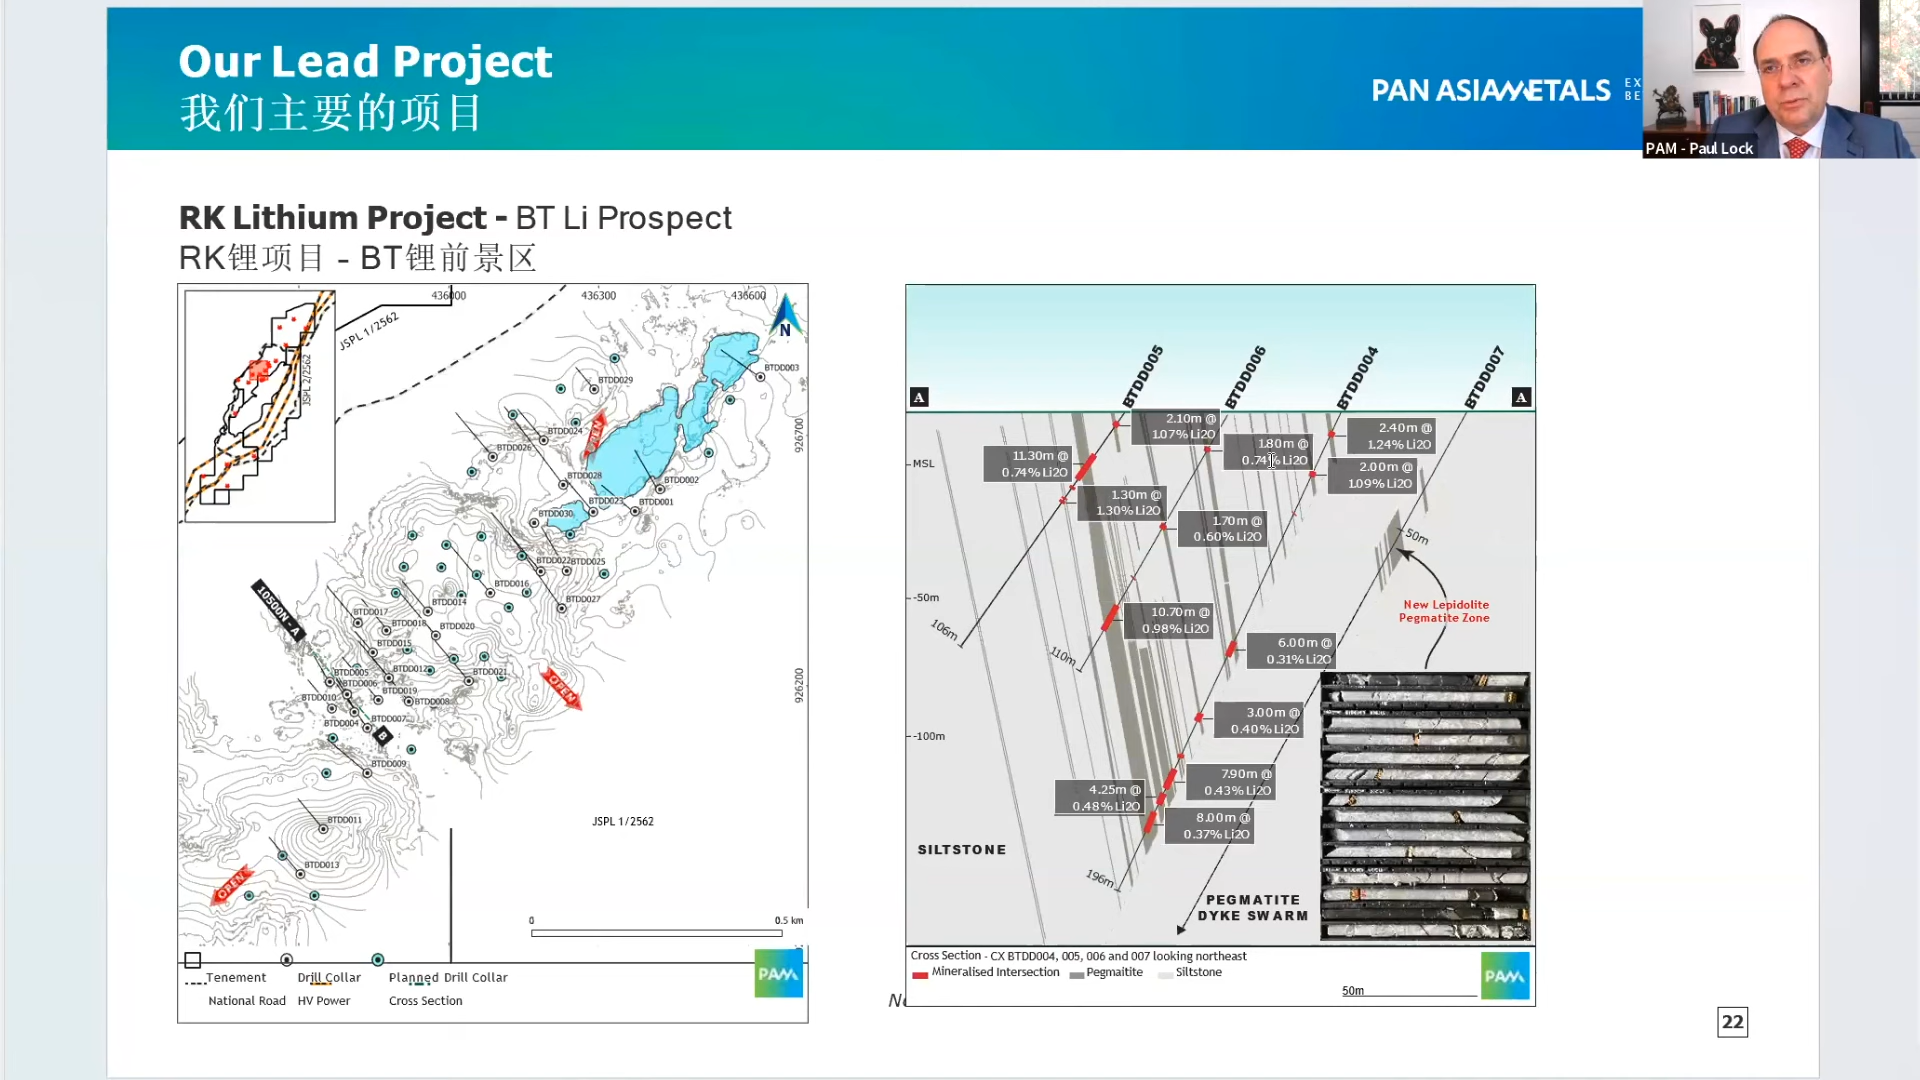 Our Lead Project
我们主要的项目
PAN ASIA METALS
EX
BE
PAM - Paul Lock
RK Lithium Project - BT Li Prospect
RK锂项目 - BT锂前景区
436000
436300
436600
N
JSPL 1/2562
JSPL 2/2562
BTDD003
BTDD029
OPEN
926700
BTDD024
BTDD026
BTDD028
BTDD002
BTDD023
BTDD001
BTDD030
BTDD022
BTDD025
BTDD016
BTDD014
BTDD027
10500N - A
BTDD017
BTDD018
BTDD020
BTDD015
BTDD012
BTDD021
BTDD005
BTDD006
BTDD019
BTDD010
BTDD008
BTDD004
BTDD007
OPEN
926200
B
BTDD009
BTDD011
JSPL 1/2562
BTDD013
OPEN
0
0.5 km
Tenement
Drill Collar
Planned Drill Collar
National Road
HV Power
Cross Section
PAM
BTDD005
BTDD006
BTDD004
BTDD007
A
A
2.10m @
1.07% Li2O
1.80m @
0.74% Li2O
2.40m @
1.24% Li2O
11.30m @
0.74% Li2O
MSL
2.00m @
1.09% Li2O
1.30m @
1.30% Li2O
1.70m @
0.60% Li2O
50m
-50m
106m
110m
10.70m @
0.98% Li2O
New Lepidolite
Pegmatite Zone
6.00m @
0.31% Li2O
3.00m @
0.40% Li2O
-100m
7.90m @
0.43% Li2O
4.25m @
0.48% Li2O
8.00m @
0.37% Li2O
SILTSTONE
196m
PEGMATITE
DYKE SWARM
Cross Section - CX BTDD004, 005, 006 and 007 looking northeast
Mineralised Intersection
Pegmaitite
Siltstone
50m
PAM
22